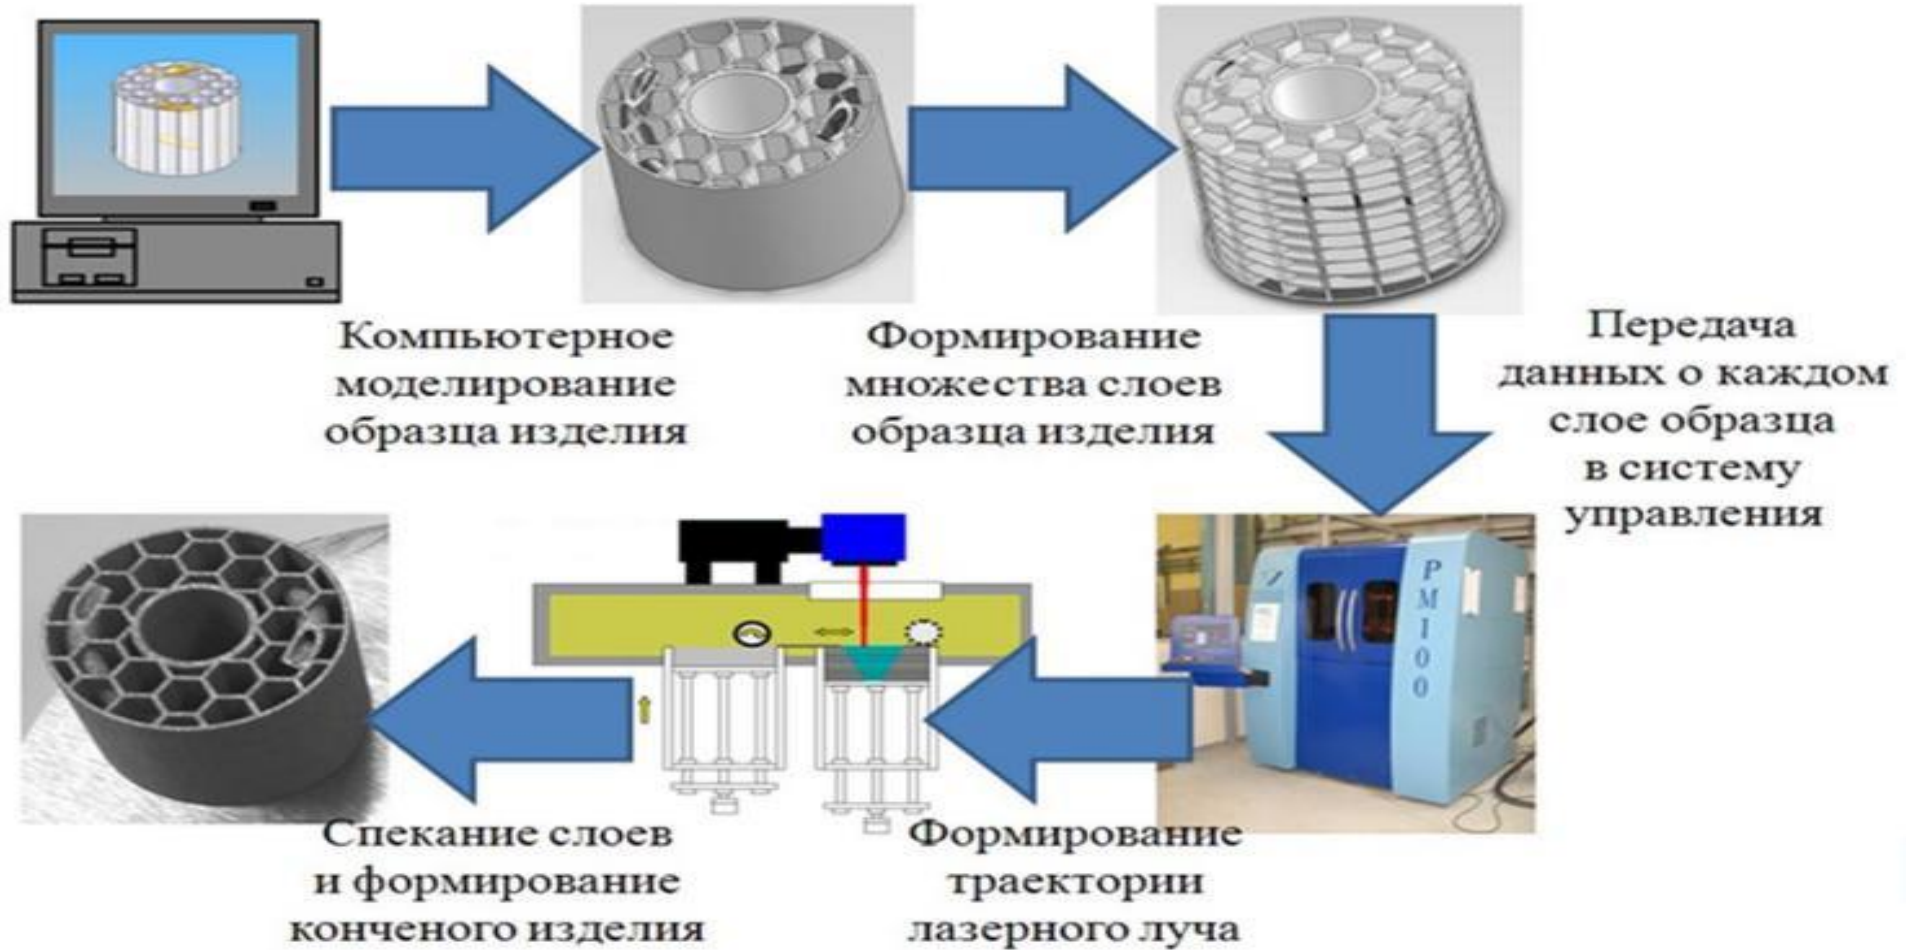 Компьютерное
моделирование
образца изделия
Формирование
множества слоев
образца изделия
Передача
данных о каждом
слое образца
в систему
управления
PM100
Формирование
траектории
лазерного луча
Спекание слоев
и формирование
конченого изделия